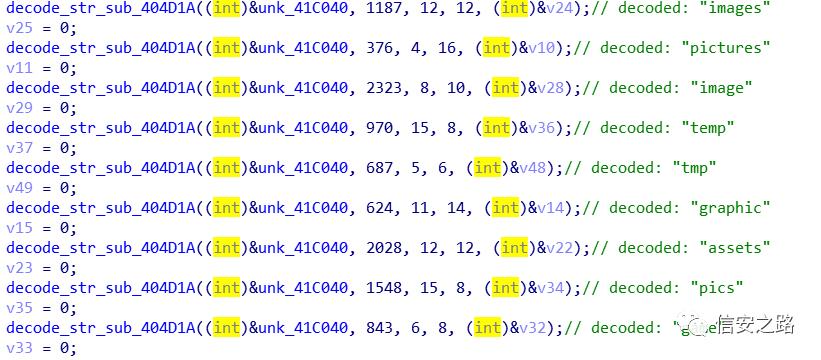 decode_str_sub_404D1A((int)&unk_41C040, 1187, 12, 12, (int)&v24);// decoded: "images"
v25 = 0;
decode_str_sub_404D1A((int)&unk_41C040, 376, 4, 16, (int)&v10);// decoded: "pictures"
v11 = 0;
decode_str_sub_404D1A((int)&unk_41C040, 2323, 8, 10, (int)&v28);// decoded: "image"
v29 = 0;
decode_str_sub_404D1A((int)&unk_41C040, 970, 15, 8, (int)&v36);// decoded: "temp"
v37 = 0;
decode_str_sub_404D1A((int)&unk_41C040, 687, 5, 6, (int)&v48);// decoded: "tmp"
v49 = 0;
decode_str_sub_404D1A((int)&unk_41C040, 624, 11, 14, (int)&v14);// decoded: "graphic"
v15 = 0;
decode_str_sub_404D1A((int)&unk_41C040, 2028, 12, 12, (int)&v22);// decoded: "assets"
v23 = 0;
decode_str_sub_404D1A((int)&unk_41C040, 1548, 15, 8, (int)&v34);// decoded: "pics"
v35 = 0;
decode_str_sub_404D1A((int)&unk_41C040, 843, 6, 8, (int)&v32);// decoded:
信安之路
v33 = 0;